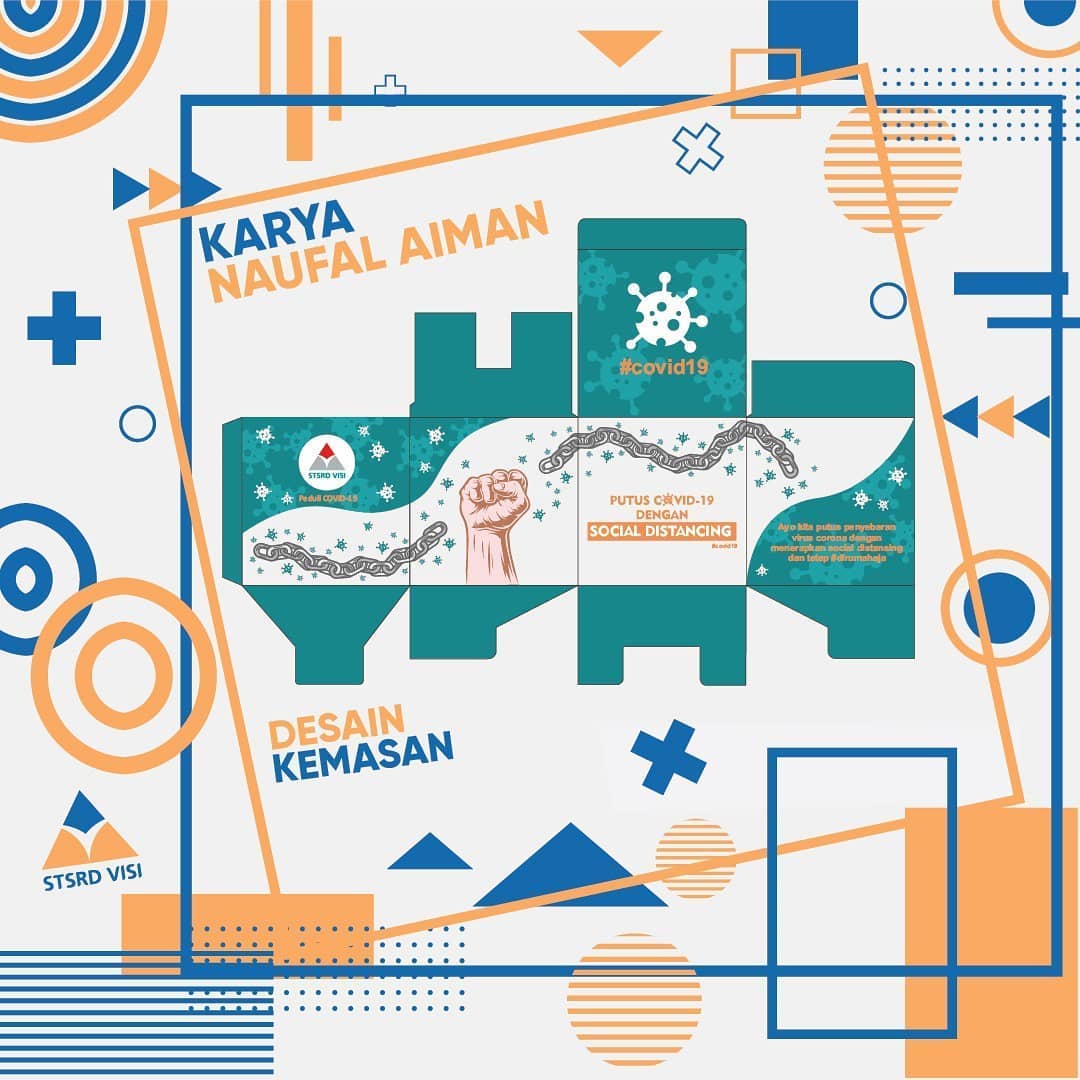 KARYA
NAUFAL AIMAN
#covid19
STSRD VISI
Peduli COVID-19
PUTUS COVID-19
DENGAN
SOCIAL DISTANCING
#covid19
Ayo kita putus penyebaran
virus corona dengan
menerapkan social distansing
dan tetap #dirumahaja
DESAIN
KEMASAN
STSRD VISI